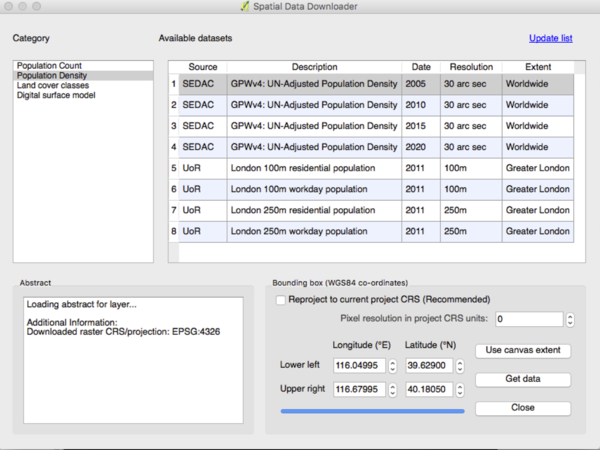 Spatial Data Downloader
Category
Available datasets
Update list
Population Count
Population Density
Land cover classes
Digital surface model
Source Description Date Resolution Extent
1 SEDAC GPWv4: UN-Adjusted Population Density 2005 30 arc sec Worldwide
2 SEDAC GPWv4: UN-Adjusted Population Density 2010 30 arc sec Worldwide
3 SEDAC GPWv4: UN-Adjusted Population Density 2015 30 arc sec Worldwide
4 SEDAC GPWv4: UN-Adjusted Population Density 2020 30 arc sec Worldwide
5 UoR London 100m residential population 2011 100m Greater London
6 UoR London 100m workday population 2011 100m Greater London
7 UoR London 250m residential population 2011 250m Greater London
8 UoR London 250m workday population 2011 250m Greater London
Abstract
Loading abstract for layer...
Additional Information:
Downloaded raster CRS/projection: EPSG:4326
Bounding box (WGS84 co-ordinates)
Reproject to current project CRS (Recommended)
Pixel resolution in project CRS units: 0
Longitude (°E) Latitude (°N)
Use canvas extent
Lower left 116.04995 39.62900
Get data
Upper right 116.67995 40.18050
Close